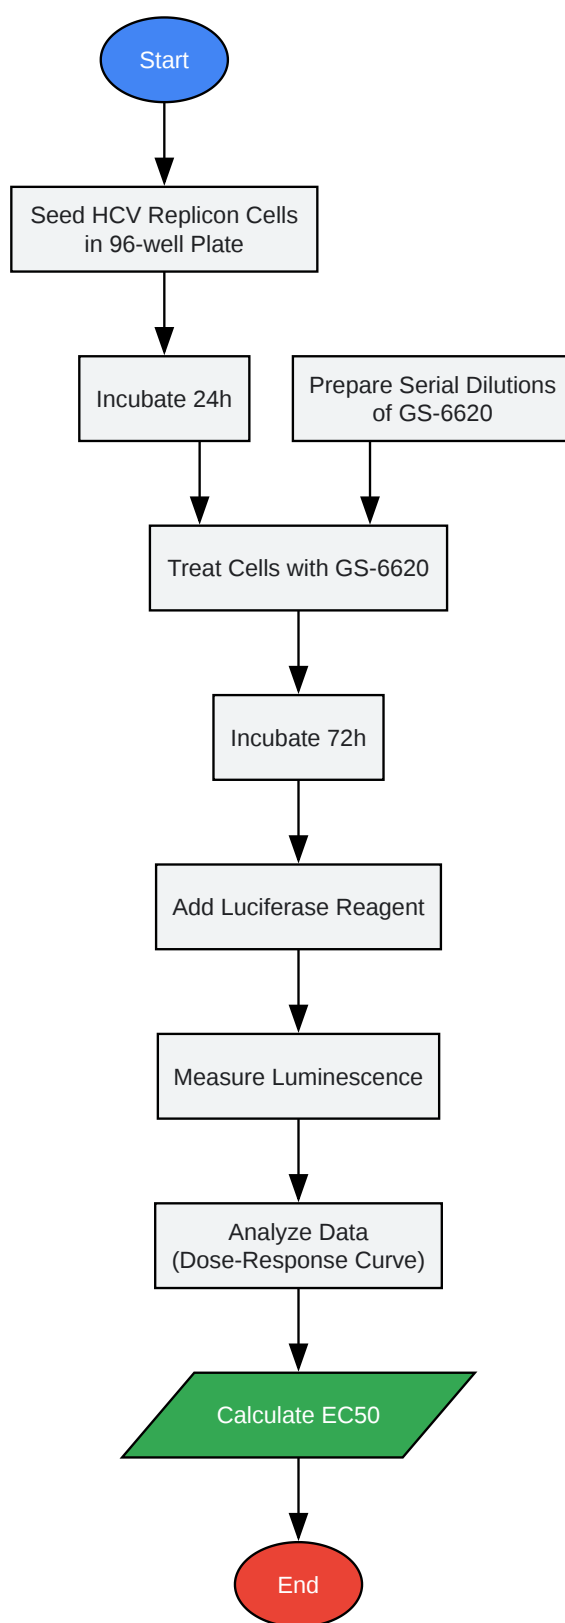 Start
Seed HCV Replicon Cells
in 96-well Plate
Incubate 24h
Prepare Serial Dilutions
of GS-6620
Treat Cells with GS-6620
Incubate 72h
Add Luciferase Reagent
Measure Luminescence
Analyze Data
(Dose-Response Curve)
Calculate EC50
End